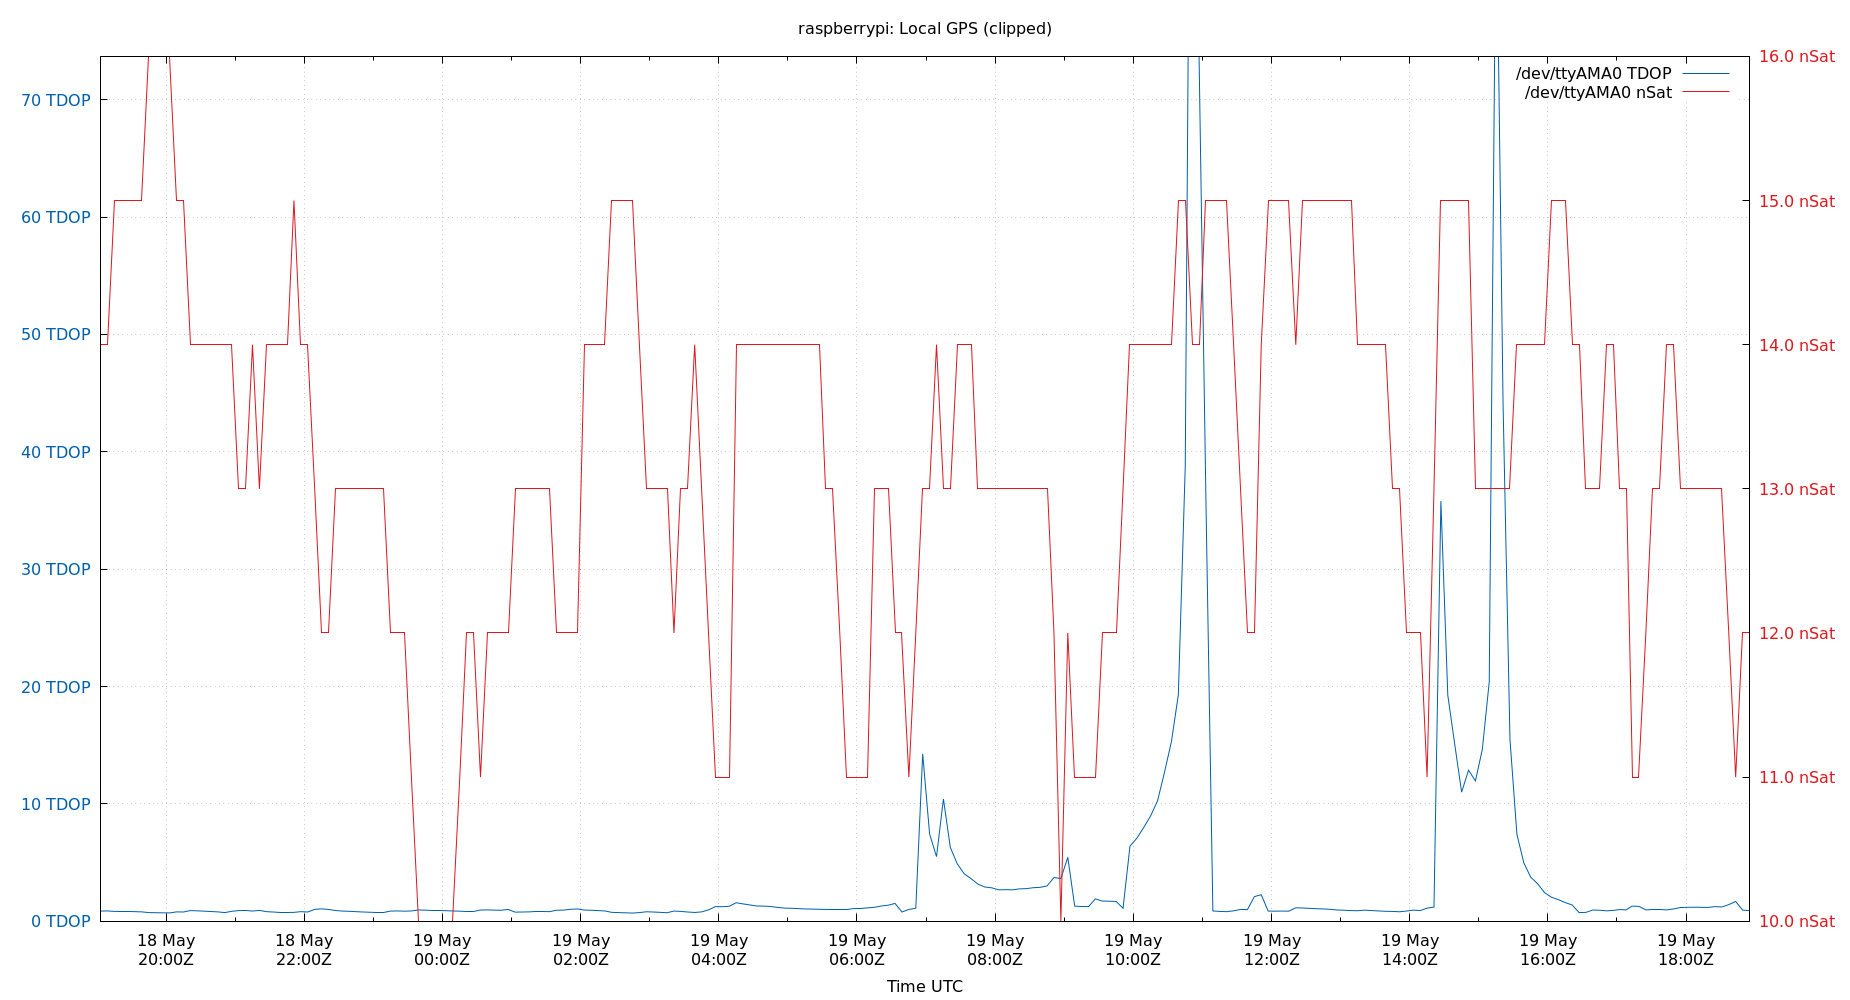 raspberrypi: Local GPS (clipped)
/dev/ttyAMA0 TDOP
/dev/ttyAMA0 nSat
70 TDOP
60 TDOP
50 TDOP
40 TDOP
30 TDOP
20 TDOP
10 TDOP
0 TDOP
16.0 nSat
15.0 nSat
14.0 nSat
13.0 nSat
12.0 nSat
11.0 nSat
10.0 nSat
18 May
20:00Z
18 May
22:00Z
19 May
00:00Z
19 May
02:00Z
19 May
04:00Z
19 May
06:00Z
19 May
08:00Z
19 May
10:00Z
19 May
12:00Z
19 May
14:00Z
19 May
16:00Z
19 May
18:00Z
Time UTC